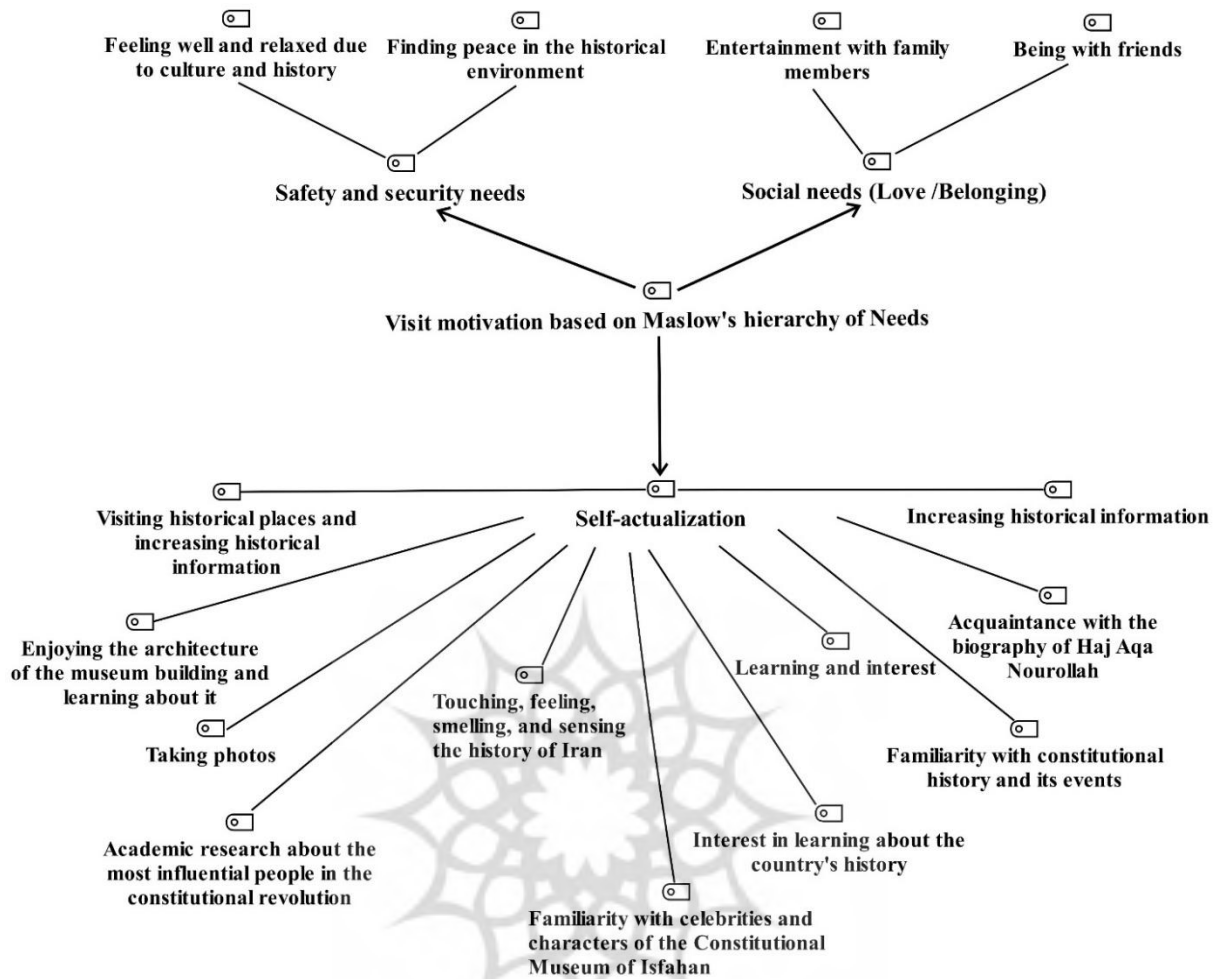 Feeling well and relaxed due
to culture and history
Finding peace in the historical
environment
Entertainment with family
members
Being with friends
Safety and security needs
Social needs (Love /Belonging)
Visit motivation based on Maslow's hierarchy of Needs
Self-actualization
Visiting historical places and
increasing historical
information
Increasing historical information
Enjoying the architecture
of the museum building and
learning about it
Acquaintance with the
biography of Haj Aqa
Nourollah
Learning and interest
Touching, feeling,
smelling, and sensing
the history of Iran
Taking photos
Familiarity with constitutional
history and its events
Academic research about the
most influential people in the
constitutional revolution
Interest in learning about the
country's history
Familiarity with celebrities and
characters of the Constitutional
Museum of Isfahan